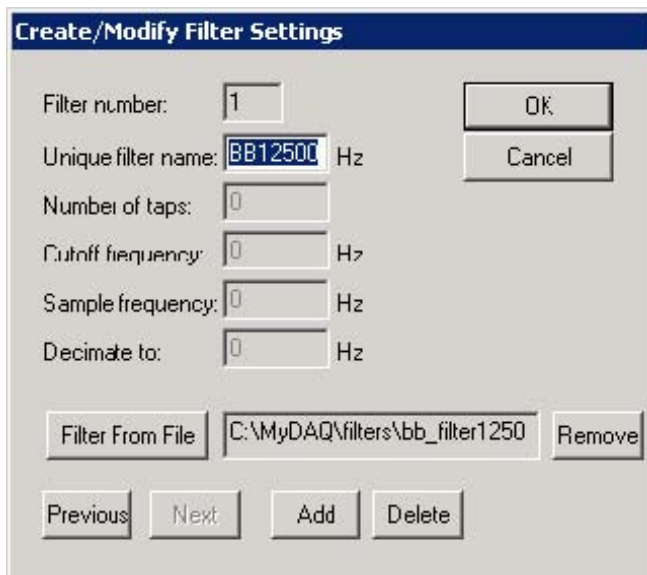 Create/Modify Filter Settings
Filter number: 1
OK
Unique filter name: BB12500 Hz
Cancel
Number of taps: 0
Cutoff frequency: 0 Hz
Sample frequency: 0 Hz
Decimate to: 0 Hz
Filter From File C:\MyDAQ\filters\bb_filter1250 Remove
Previous Next Add Delete